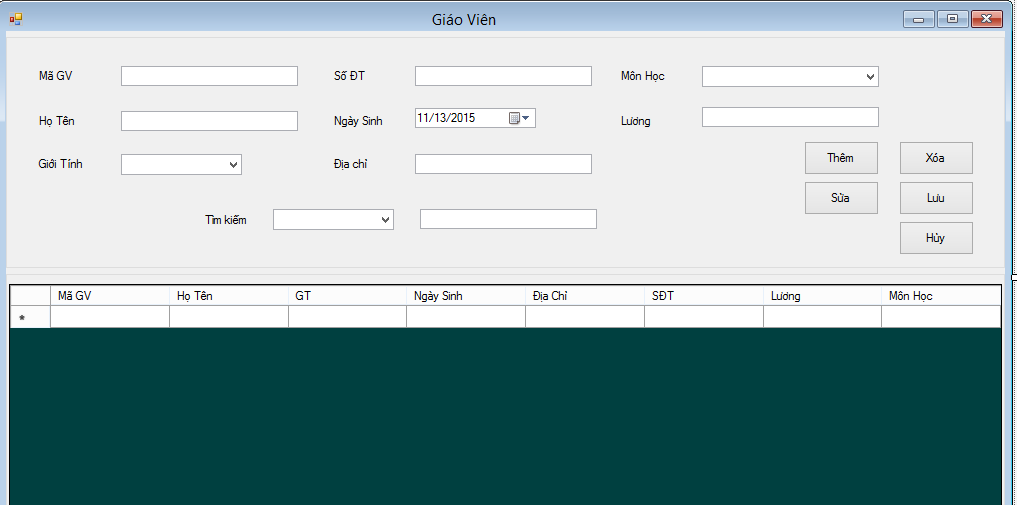 Giáo Viên
Mã GV Số ĐT Môn Học
Họ Tên Ngày Sinh 11/13/2015 Lương
Giới Tính Địa chỉ Thêm Xóa
Sửa Lưu
Tìm kiếm
Hủy
Mã GV Họ Tên GT Ngày Sinh Địa Chỉ SĐT Lương Môn Học
*